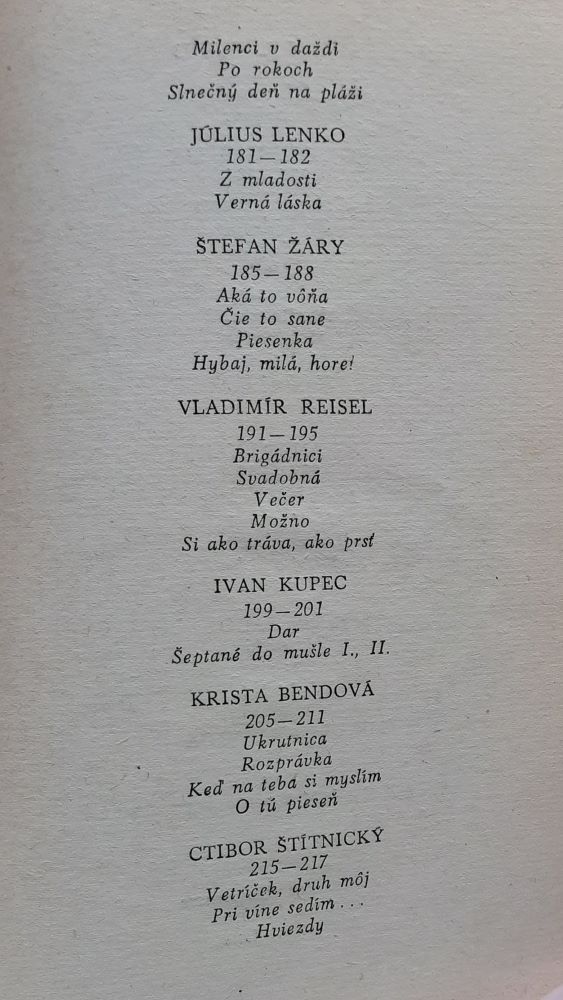 Milenci v daždi
Po rokoch
Slnečný deň na pláži
JÚLIUS LENKO
181—182
Z mladosti
Verná láska
ŠTEFAN ŽÁRY
185—188
Aká to vôňa
Čie to sane
Piesenka
Hybaj, milá, hore!
VLADIMÍR REISEL
191—195
Brigádnici
Svadobná
Večer
Možno
Si ako tráva, ako prsť
IVAN KUPEC
199—201
Dar
Šeptané do mušle I., II.
KRISTA BENDOVÁ
205—211
Ukrutnica
Rozprávka
Keď na teba si myslím
O tú pieseň
CTIBOR ŠTÍTNICKÝ
215—217
Vetríček, druh môj
Pri víne sedím...
Hviezdy